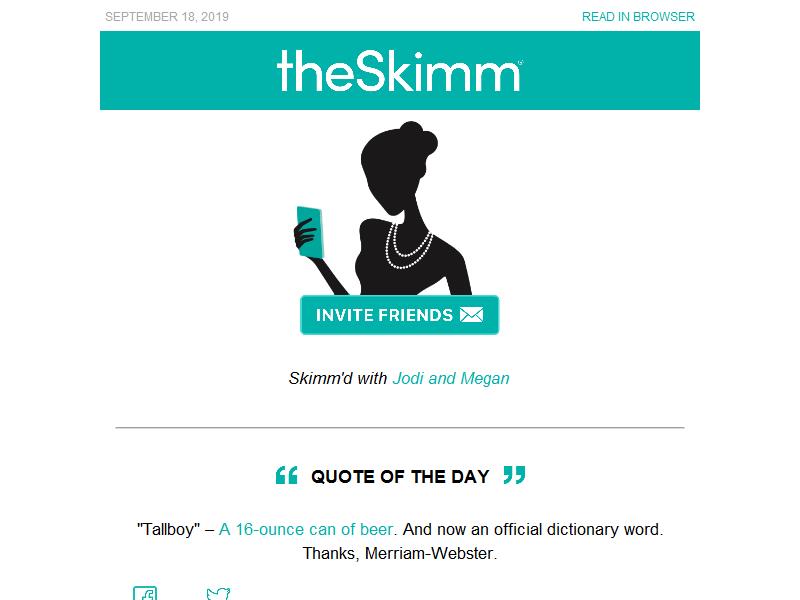 SEPTEMBER 18, 2019 READ IN BROWSER
theSkimm®
INVITE FRIENDS
Skimm'd with Jodi and Megan
“ QUOTE OF THE DAY ”
"Tallboy" – A 16-ounce can of beer. And now an official dictionary word.
Thanks, Merriam-Webster.